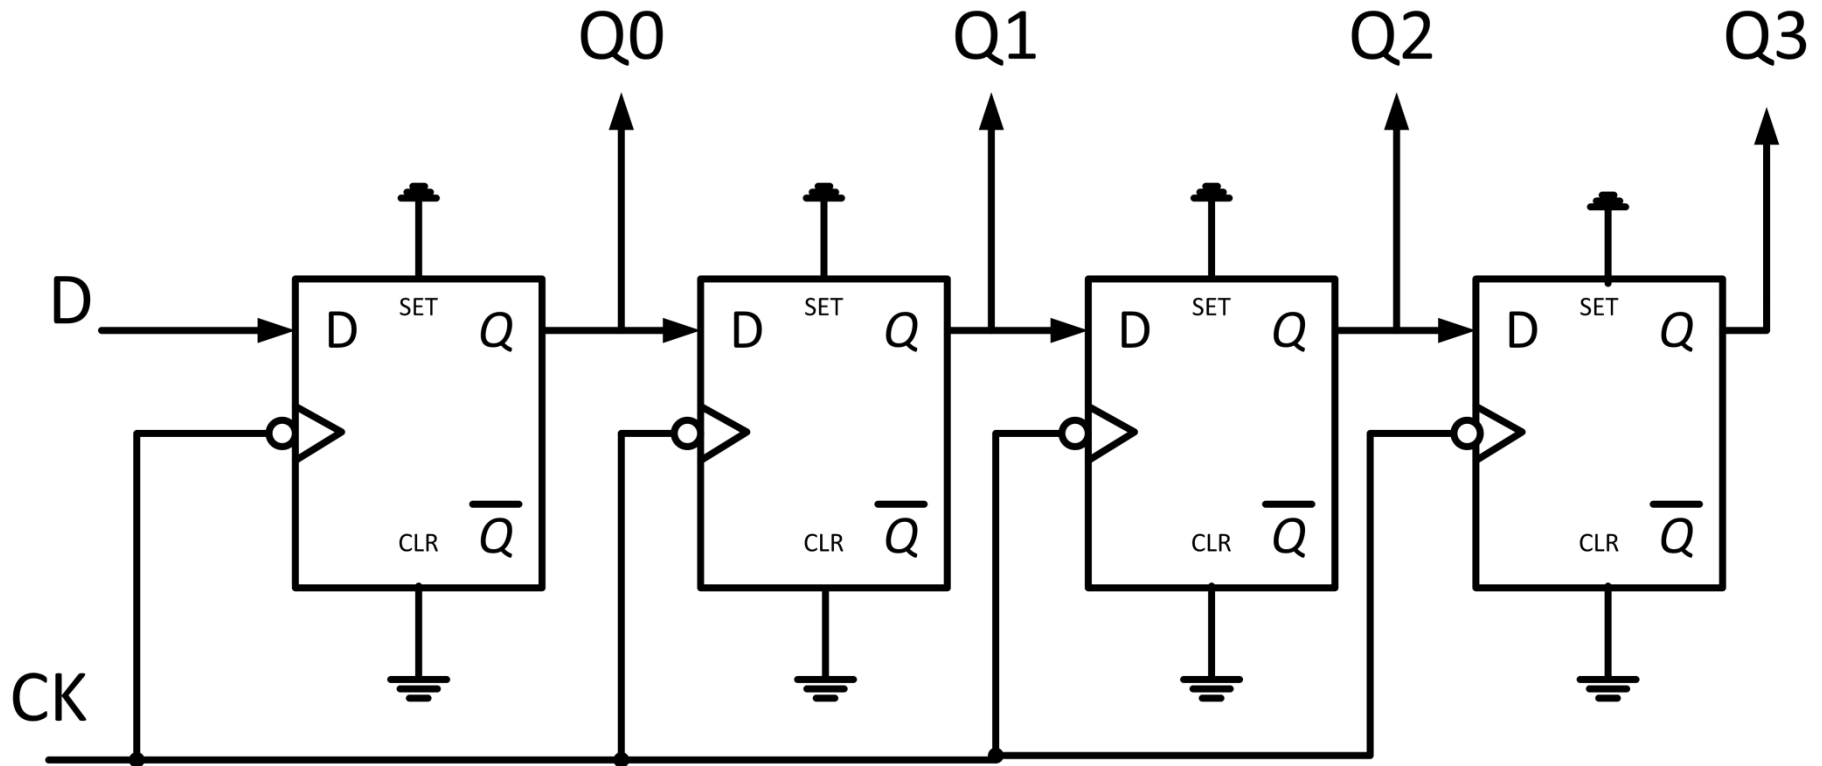 Q0 Q1 Q2 Q3
SET SET SET SET
D D Q D Q D Q D Q
CLR Q CLR Q CLR Q CLR Q
CK